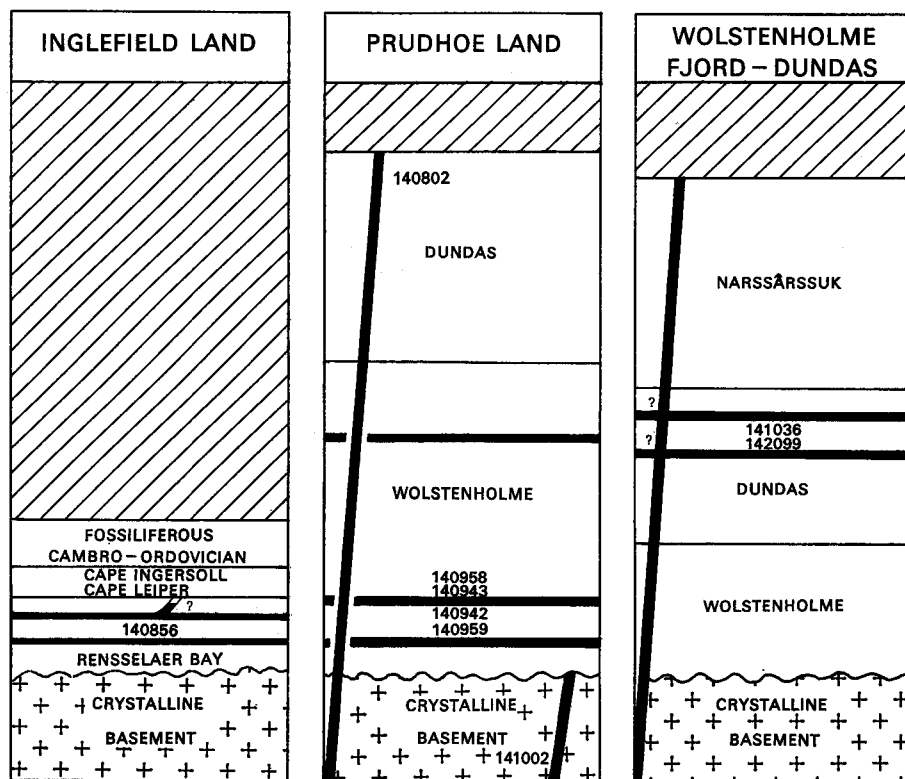 INGLEFIELD LAND
FOSSILIFEROUS
CAMBRO-ORDOVICIAN
CAPE INGERSOLL
CAPE LEIPER
?
140856
RENSSELAER BAY
CRYSTALLINE
BASEMENT
PRUDHOE LAND
140802
DUNDAS
WOLSTENHOLME
140958
140943
140942
140959
CRYSTALLINE
BASEMENT
141002
WOLSTENHOLME
FJORD-DUNDAS
NARSSÂRSSUK
?
141036
?
142099
DUNDAS
WOLSTENHOLME
CRYSTALLINE
BASEMENT